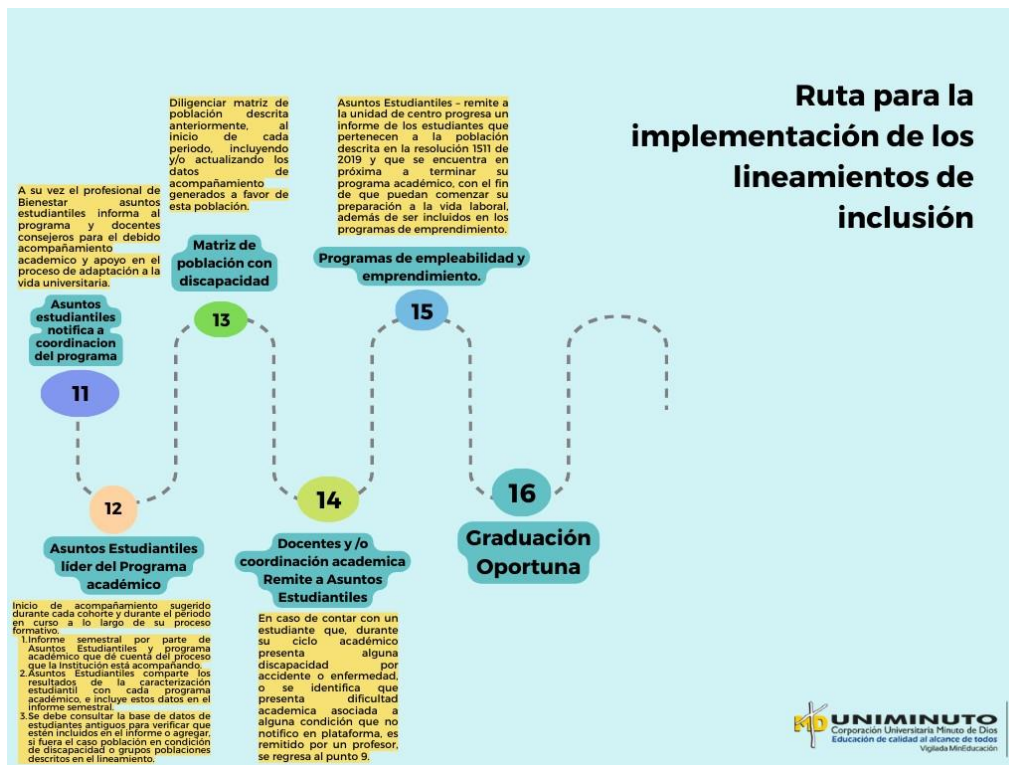 Ruta para la
implementación de los
lineamientos de
inclusión
A su vez el profesional de
Bienestar asuntos
estudiantiles informa al
programa y docentes
consejeros para el debido
acompañamiento
academico y apoyo en el
proceso de adaptación a la
vida universitaria.
Asuntos
estudiantiles
notifica a
coordinacion
del programa
11
12
Asuntos Estudiantiles
líder del Programa
académico
Inicio de acompañamiento sugerido
durante cada cohorte y durante el periodo
en curso a lo largo de su proceso
formativo.
1.Informe semestral por parte de
Asuntos Estudiantiles y programa
académico que dé cuenta del proceso
que la Institución está acompañando.
2.Asuntos Estudiantiles comparte los
resultados de la caracterización
estudiantil con cada programa
académico, e incluye estos datos en el
informe semestral.
3.Se debe consultar la base de datos de
estudiantes antiguos para verificar que
estén incluidos en el informe o agregar,
si fuera el caso población en condición
de discapacidad o grupos poblaciones
descritos en el lineamiento.
Diligenciar matriz de
población descrita
anteriormente, al
inicio de cada
periodo, incluyendo
y/o actualizando los
datos de
acompañamiento
generados a favor de
esta población.
Matriz de
población con
discapacidad
13
14
Docentes y /o
coordinación academica
Remite a Asuntos
Estudiantiles
En caso de contar con un
estudiante que, durante
su ciclo académico
presenta alguna
discapacidad por
accidente o enfermedad,
o se identifica que
presenta dificultad
academica asociada a
alguna condición que no
notifico en plataforma, es
remitido por un profesor,
se regresa al punto 9.
Asuntos Estudiantiles – remite a
la unidad de centro progresa un
informe de los estudiantes que
pertenecen a la población
descrita en la resolución 1511 de
2019 y que se encuentra en
próxima a terminar su
programa académico, con el fin
de que puedan comenzar su
preparación a la vida laboral,
además de ser incluidos en los
programas de emprendimiento.
Programas de empleabilidad y
emprendimiento.
15
16
Graduación
Oportuna
UNIMINUTO
Corporación Universitaria Minuto de Dios
Educación de calidad al alcance de todos
Vigilada MinEducación